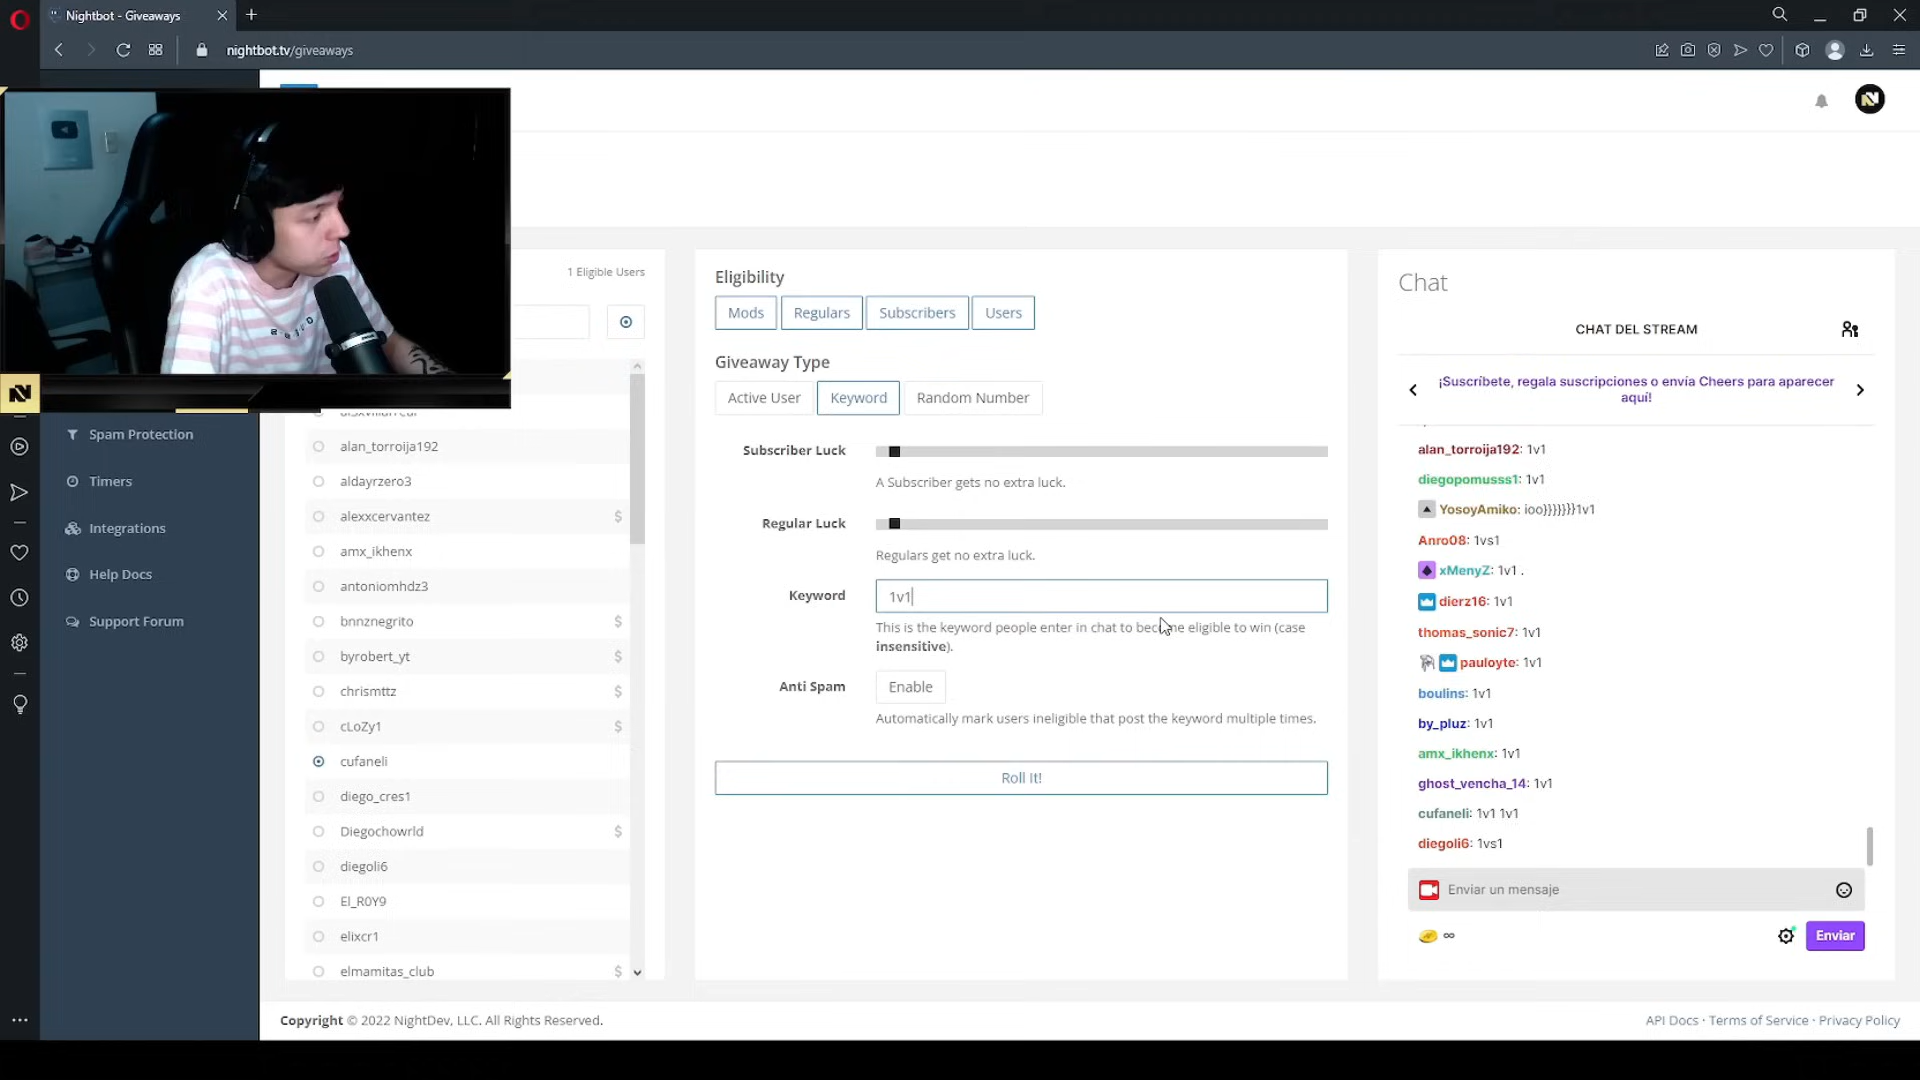 Nightbot - Giveaways
nightbot.tv/giveaways
1 Eligible Users
alan_torroija192
aldayrzero3
alexxcervantez
$
amx_ikhenx
antoniomhdz3
bnnznegrito
$
byrobert_yt
$
chrismttz
$
cLoZy1
$
cufaneli
diego_cres1
Diegochowrld
$
diegoli6
El_R0Y9
elixcr1
elmamitas_club
$
Spam Protection
Timers
Integrations
Help Docs
Support Forum
Eligibility
Mods
Regulars
Subscribers
Users
Giveaway Type
Active User
Keyword
Random Number
Subscriber Luck
A Subscriber gets no extra luck.
Regular Luck
Regulars get no extra luck.
Keyword
1v1
This is the keyword people enter in chat to become eligible to win (case
insensitive).
Anti Spam
Enable
Automatically mark users ineligible that post the keyword multiple times.
Roll It!
Chat
CHAT DEL STREAM
¡Suscríbete, regala suscripciones o envía Cheers para aparecer
aquí!
alan_torroija192: 1v1
diegopomusss1: 1v1
YosoyAmiko: ioo}}}}}}}1v1
Anro08: 1vs1
xMenyZ: 1v1 .
dierz16: 1v1
thomas_sonic7: 1v1
pauloyte: 1v1
boulins: 1v1
by_pluz: 1v1
amx_ikhenx: 1v1
ghost_vencha_14: 1v1
cufaneli: 1v1 1v1
diegoli6: 1vs1
Enviar un mensaje
∞
Enviar
Copyright © 2022 NightDev, LLC. All Rights Reserved.
API Docs · Terms of Service · Privacy Policy